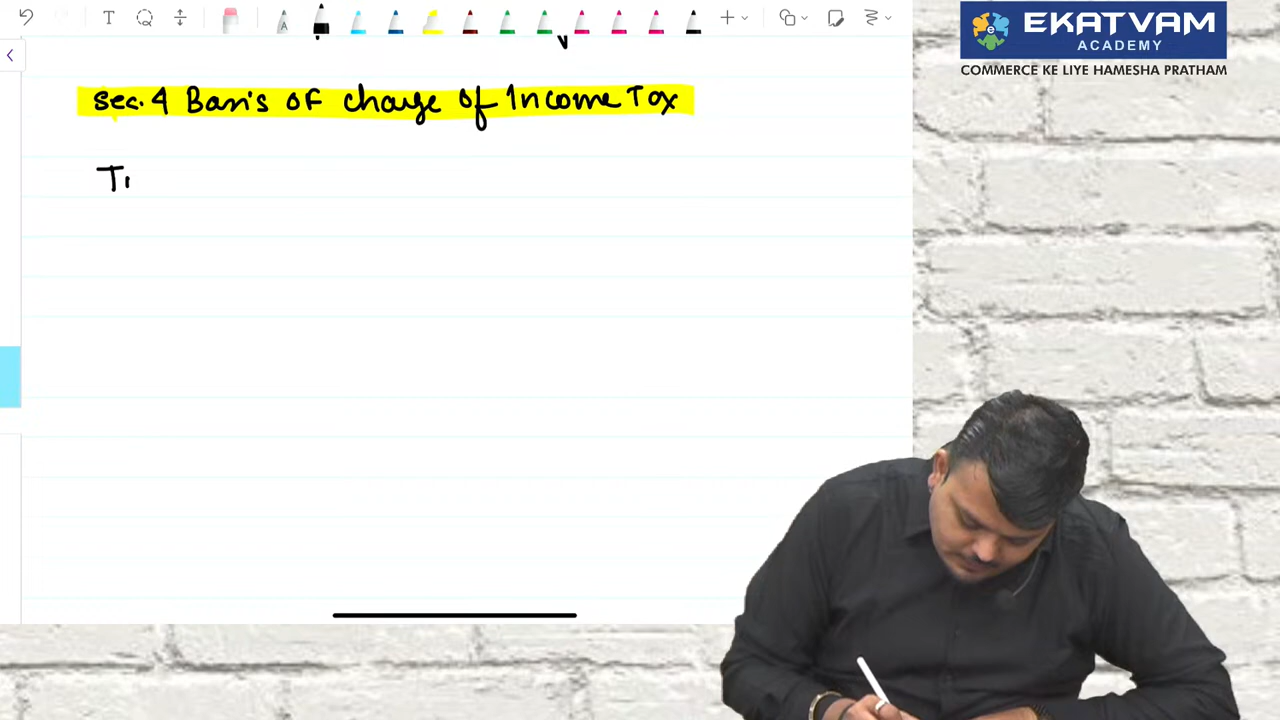 EKATVAM
ACADEMY
COMMERCE KE LIYE HAMESHA PRATHAM
Sec. 4 Basis OF charge Of Income Tax